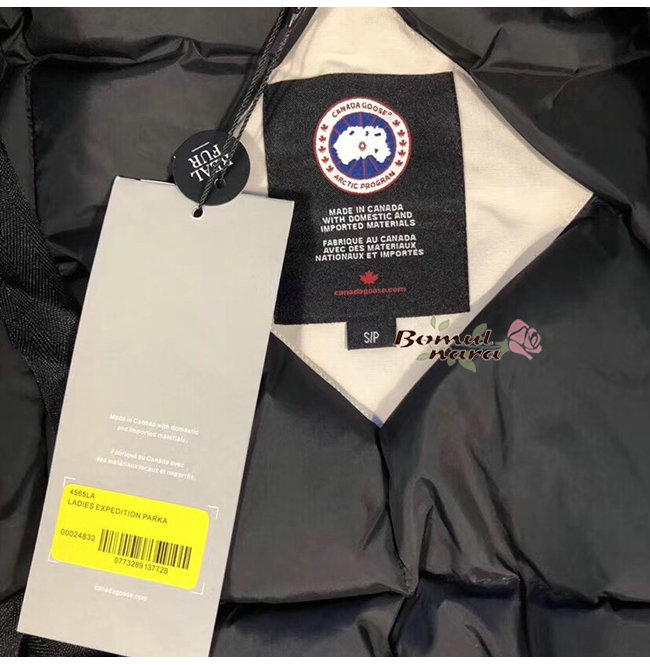 REAL
FUR
CANADA GOOSE®
ARCTIC PROGRAM
MADE IN CANADA
WITH DOMESTIC AND
IMPORTED MATERIALS
FABRIQUE AU CANADA
AVEC DES MATERIAUX
NATIONAUX ET IMPORTÉS
canadagoose.com
S/P
Bomul
nara
Made in Canada with domestic
and imported materials.
Fabriqué au Canada avec
des matériaux locaux et importés.
4565LA
LADIES EXPEDITION PARKA
00024832
0773289137728
canadagoose.com